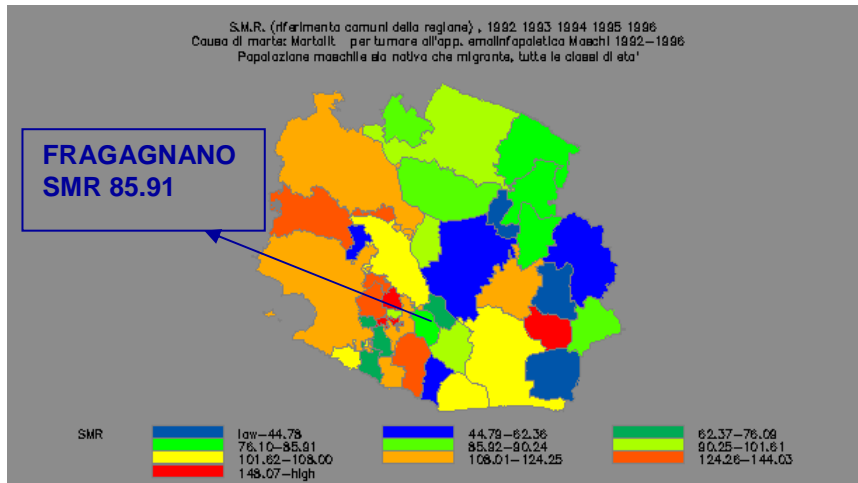 S.M.R. (riferimento comuni della regione) , 1992 1993 1994 1995 1996
Causa di morte: Mortalit  per tumore all'app. emolinfopoietico Maschi 1992–1996
Popolazione maschile sia nativa che migrante, tutte le classi di eta'
FRAGAGNANO
SMR 85.91
SMR
low–44.78
44.79–62.36
62.37–76.09
76.10–85.91
85.92–90.24
90.25–101.61
101.62–108.00
108.01–124.25
124.26–144.03
148.07–high